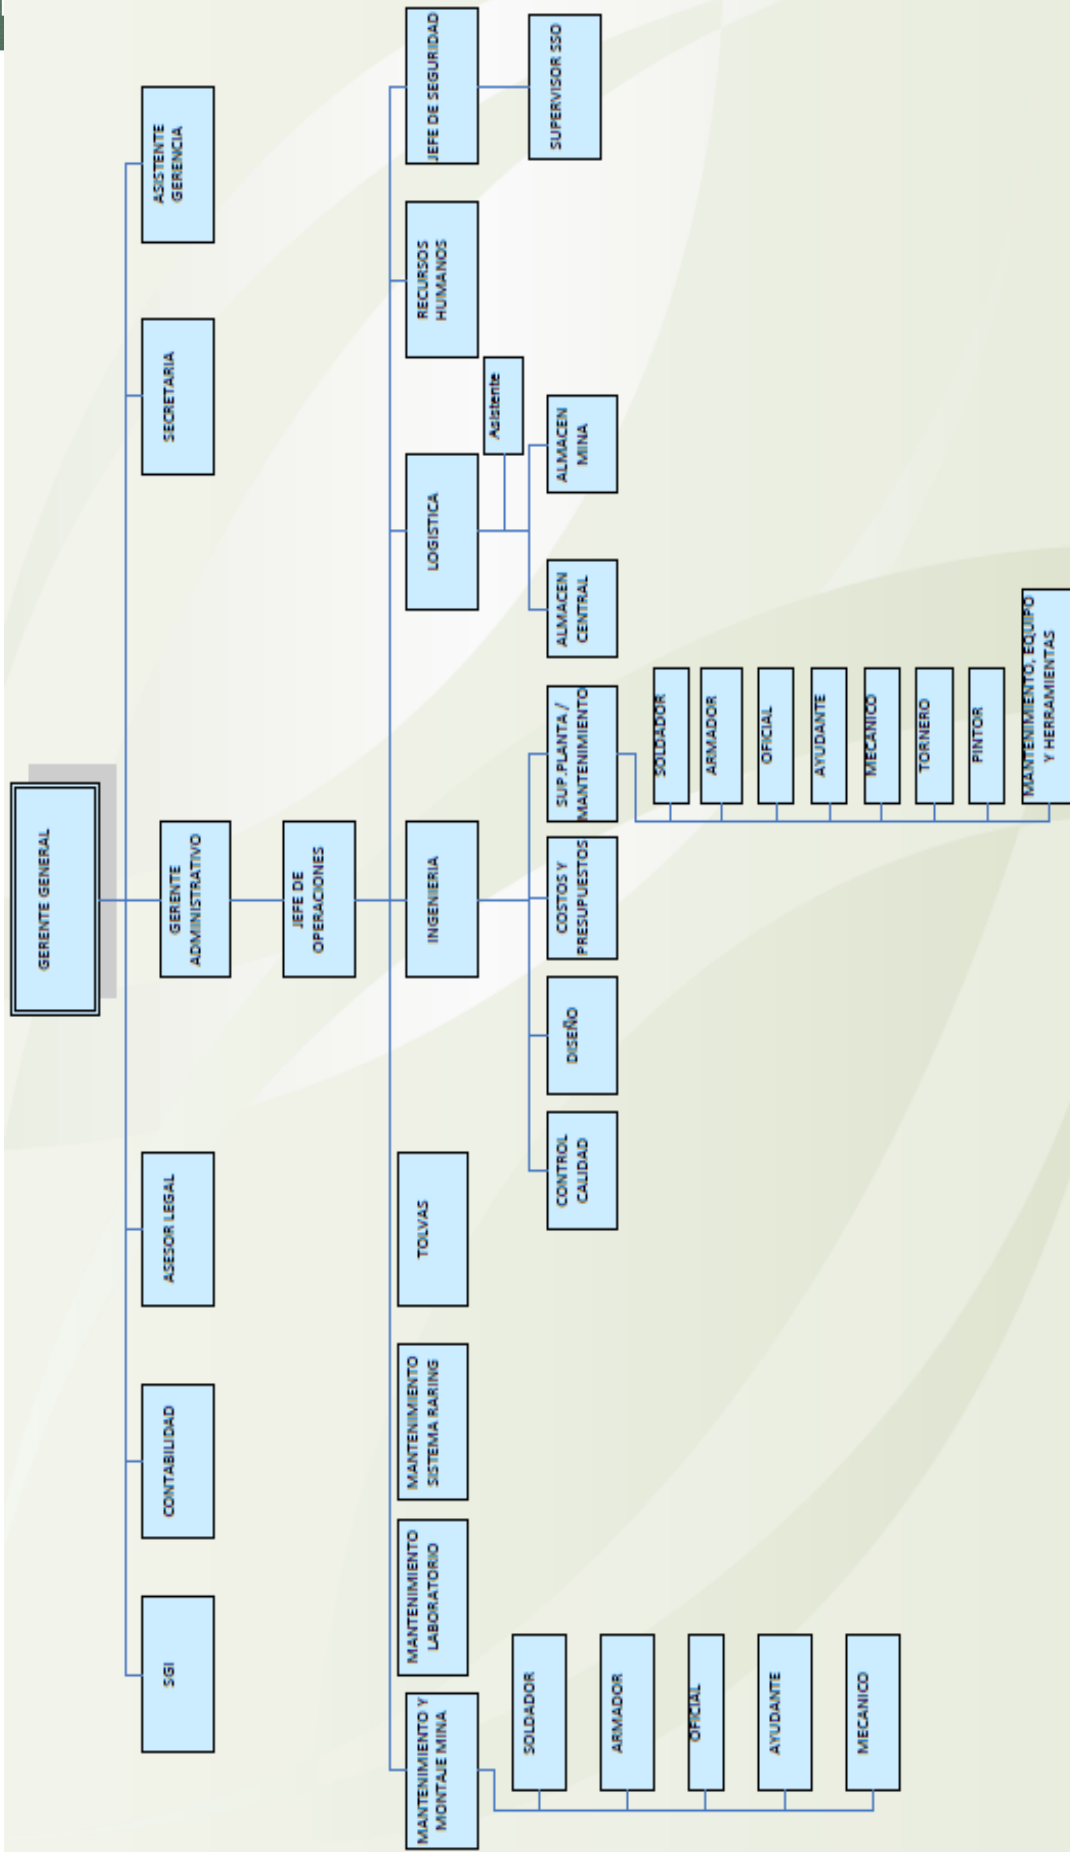 GERENTE GENERAL
SGI
CONTABILIDAD
ASESOR LEGAL
GERENTE
ADMINISTRATIVO
SECRETARIA
ASISTENTE
GERENCIA
JEFE DE
OPERACIONES
MANTENIMIENTO Y
MONTAJE MINA
MANTENIMIENTO
LABORATORIO
MANTENIMIENTO
SISTEMA RARING
TOLVAS
INGENIERIA
LOGISTICA
RECURSOS
HUMANOS
JEFE DE SEGURIDAD
Asistente
SUPERVISOR SSO
CONTROL
CALIDAD
DISEÑO
COSTOS Y
PRESUPUESTOS
SUP.PLANTA /
MANTENIMIENTO
ALMACEN
CENTRAL
ALMACEN
MINA
SOLDADOR
ARMADOR
OFICIAL
AYUDANTE
MECANICO
SOLDADOR
ARMADOR
OFICIAL
AYUDANTE
MECANICO
TORNERO
PINTOR
MANTENIMIENTO, EQUIPO
Y HERRAMIENTAS